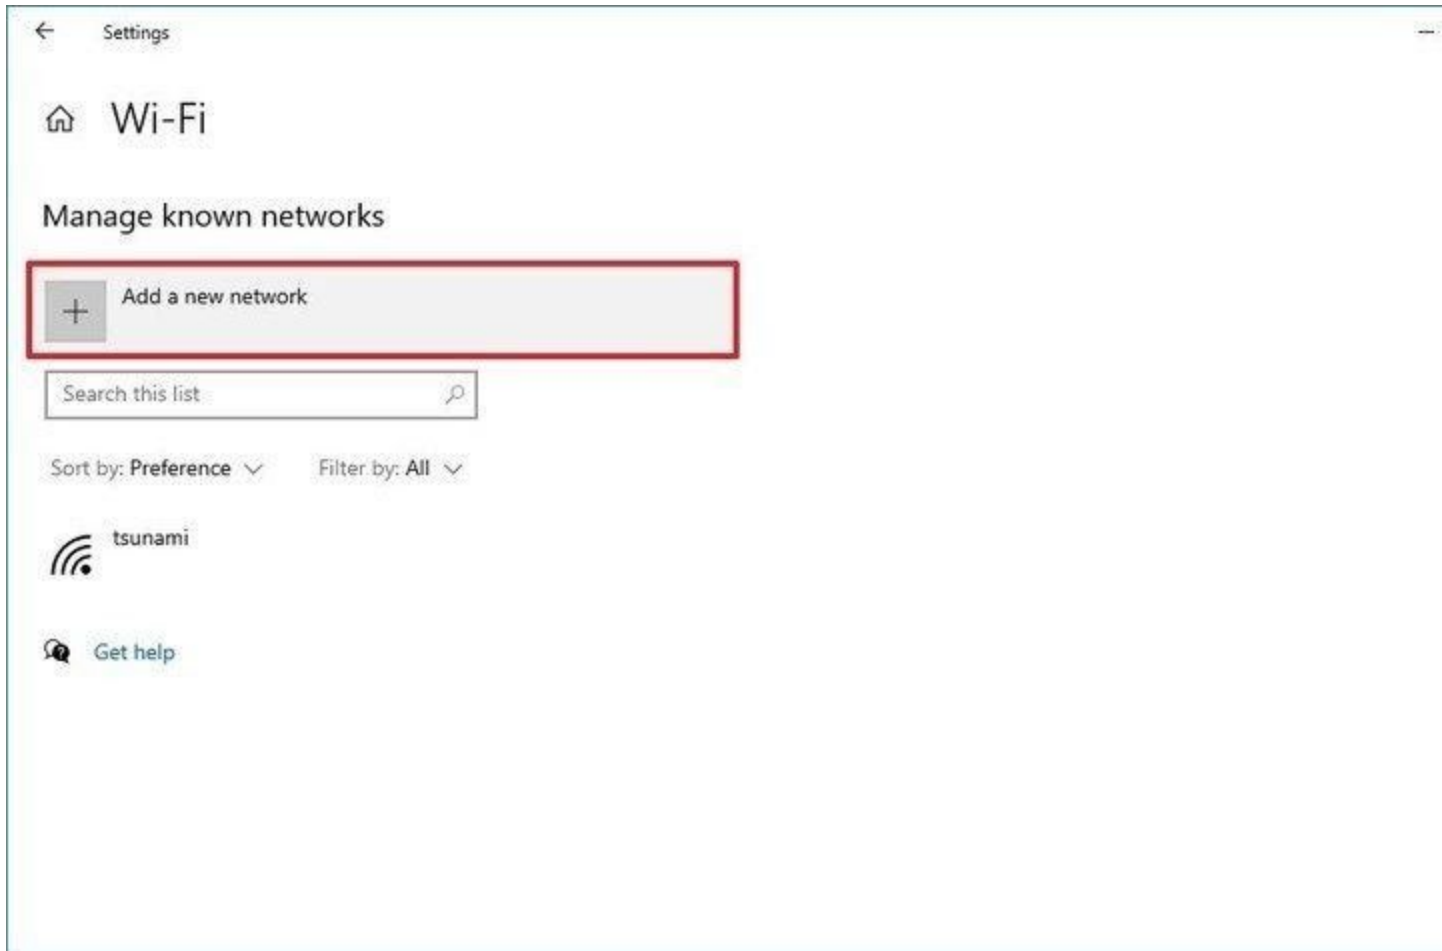 Settings
Wi-Fi
Manage known networks
Add a new network
Search this list
Sort by: Preference Filter by: All
tsunami
Get help